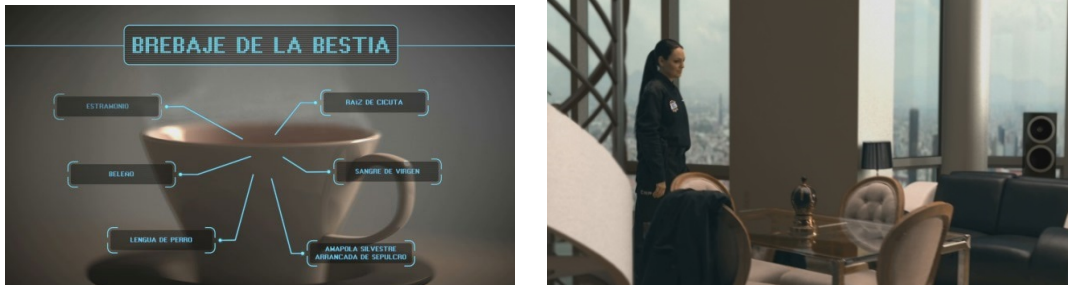 BREBAJE DE LA BESTIA
ESTRAMONIO
RAIZ DE CICUTA
BELEÑO
SANGRE DE VIRGEN
LENGUA DE PERRO
AMAPOLA SILVESTRE
ARRANCADA DE SEPULCRO